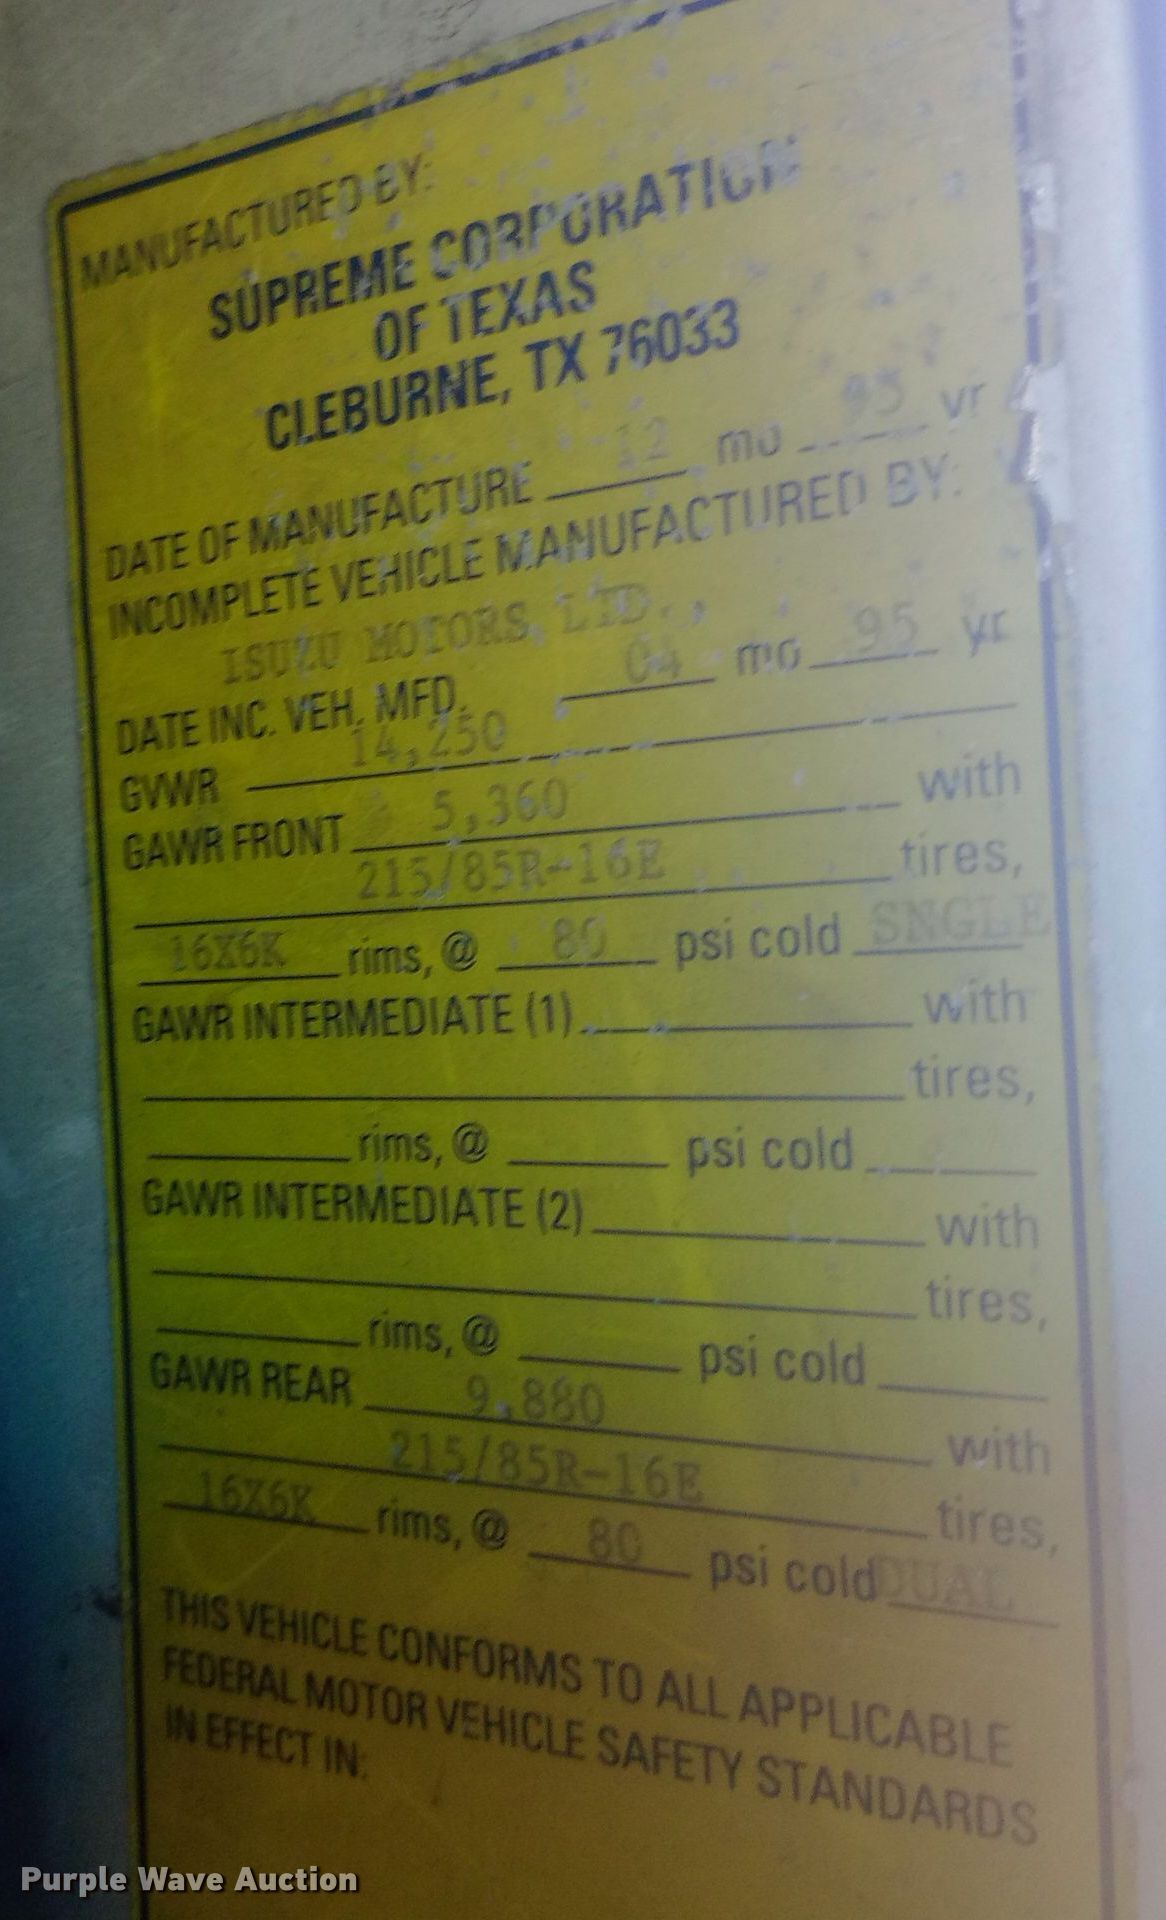 MANUFACTURED BY:
SUPREME CORPORATION
OF TEXAS
CLEBURNE, TX 76033
DATE OF MANUFACTURE 12 mo 95 yr
INCOMPLETE VEHICLE MANUFACTURED BY:
ISUZU MOTORS, LTD.,
DATE INC. VEH. MFD. 04 mo 95 yr
GVWR 14,250
GAWR FRONT 5,360 with
215/85R-16E tires,
16X6K rims, @ 80 psi cold SNGLE
GAWR INTERMEDIATE (1) with
tires,
rims, @ psi cold
GAWR INTERMEDIATE (2) with
tires,
rims, @ psi cold
GAWR REAR 9,880 with
215/85R-16E tires,
16X6K rims, @ 80 psi cold DUAL
THIS VEHICLE CONFORMS TO ALL APPLICABLE
FEDERAL MOTOR VEHICLE SAFETY STANDARDS
IN EFFECT IN:
Purple Wave Auction